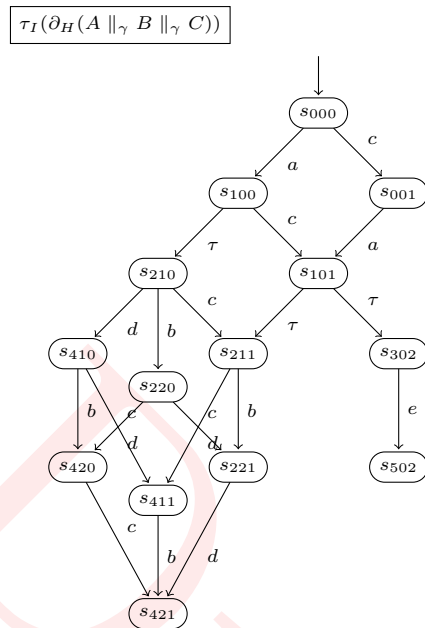 τ_I(∂_H(A ∥_γ B ∥_γ C))
s_000
a c
s_100 s_001
τ c a
s_210 s_101
d b c τ τ
s_410 s_211 s_302
s_220
b c d c d b e
s_420 s_221 s_502
s_411
c b d
s_421